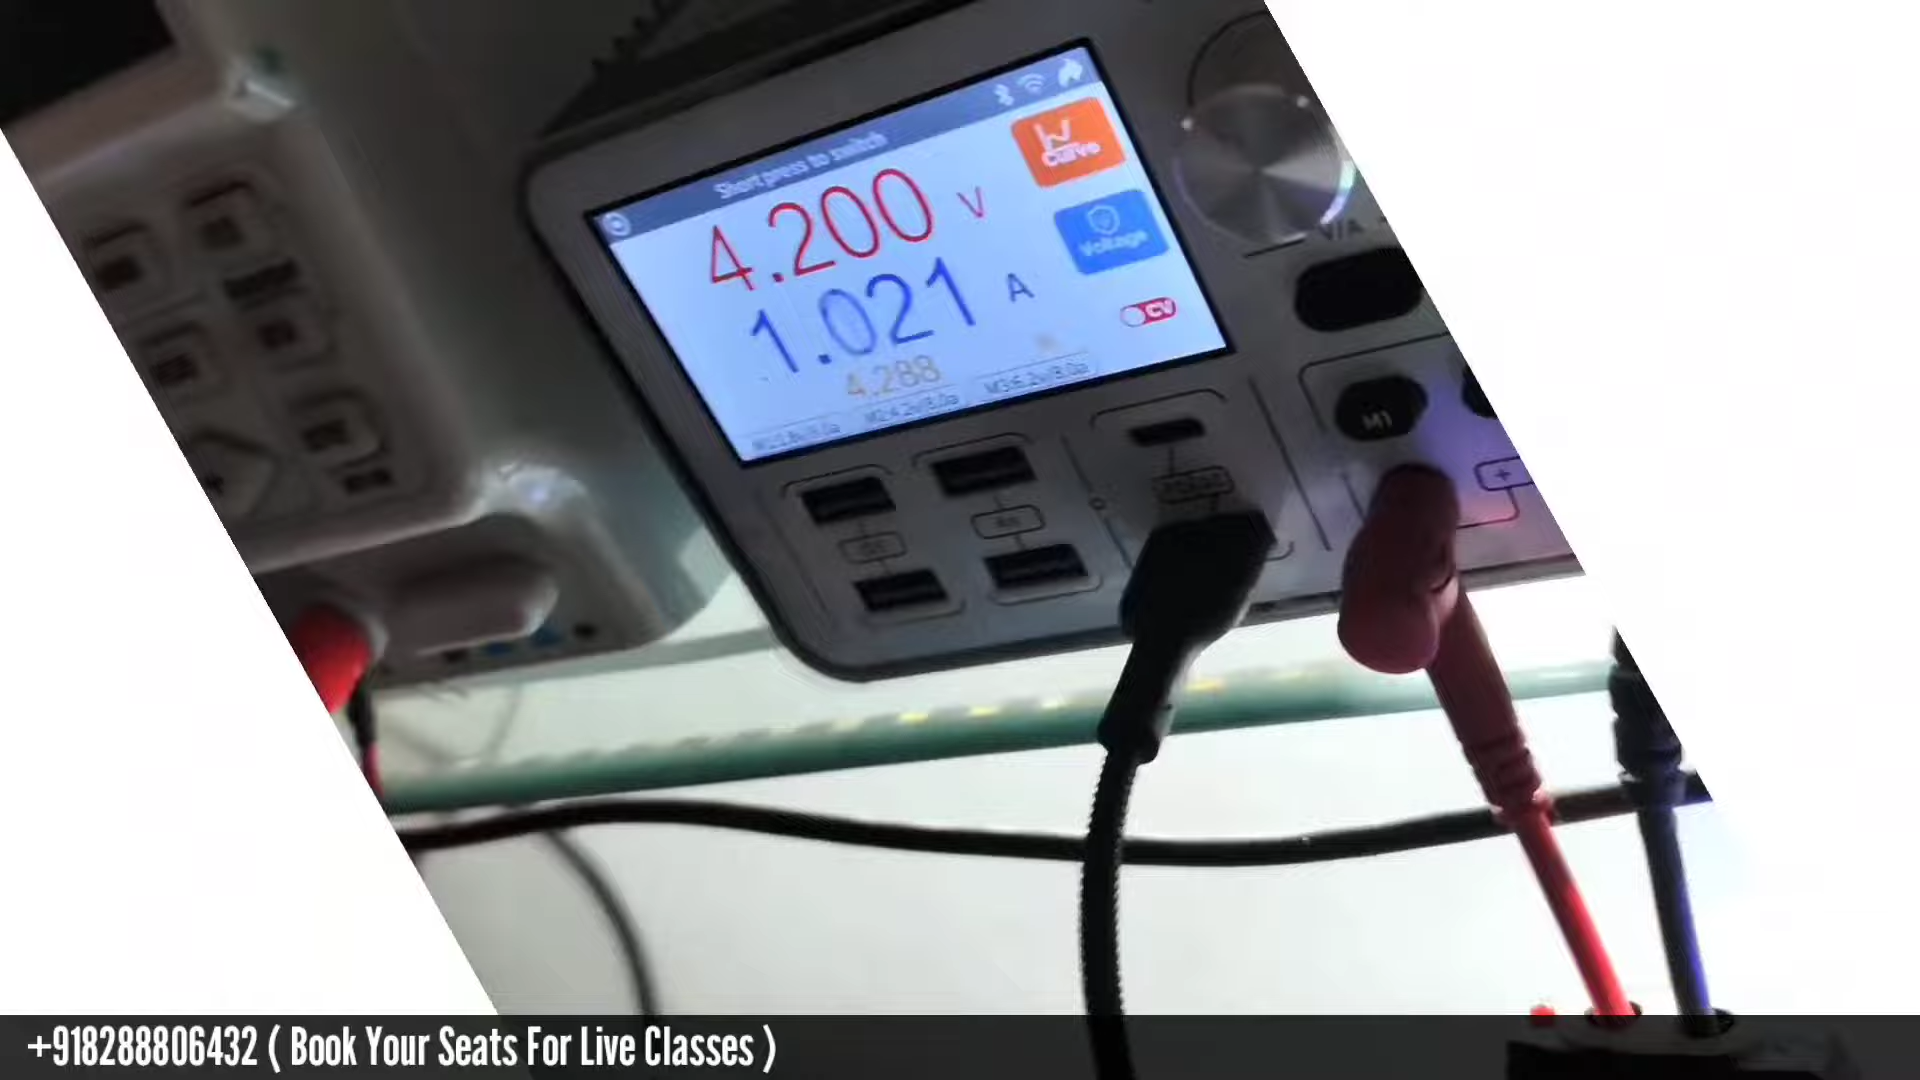 Short press to switch
4.200 V
Curve
1.021 A
Voltage
CV
4.288
V/A
M1
+
+918288806432 ( Book Your Seats For Live Classes )